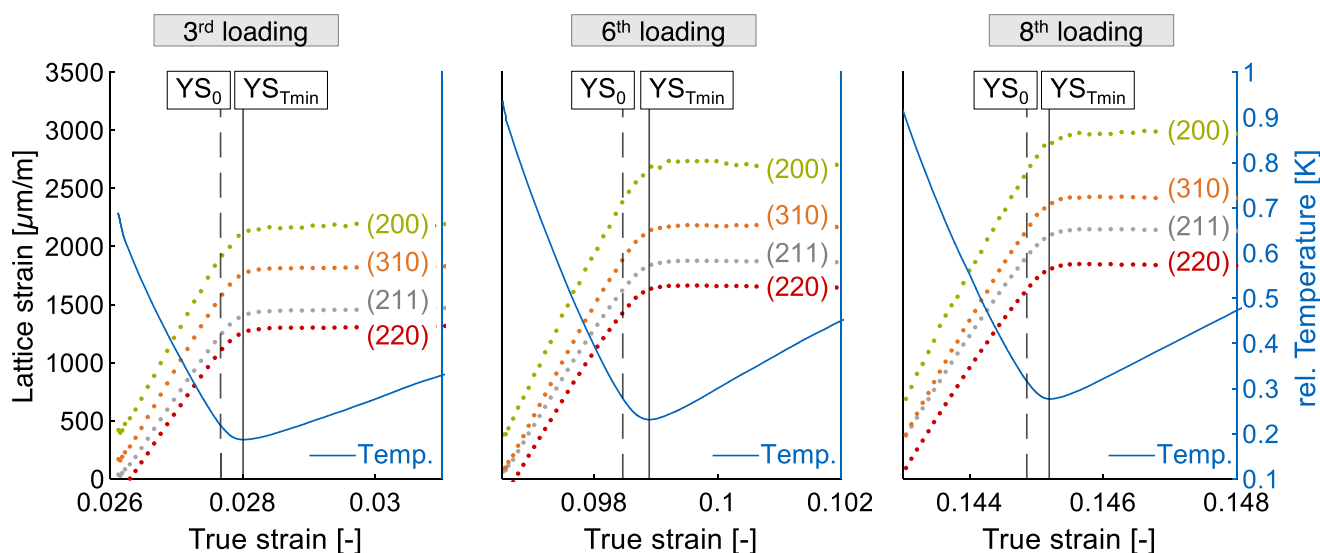 3rd loading
6th loading
8th loading
3500
3000
2500
2000
1500
1000
500
0
Lattice strain [µm/m]
YS0
YSTmin
(200)
(310)
(211)
(220)
Temp.
0.026
0.028
0.03
True strain [-]
YS0
YSTmin
(200)
(310)
(211)
(220)
Temp.
0.098
0.1
0.102
True strain [-]
YS0
YSTmin
(200)
(310)
(211)
(220)
Temp.
0.144
0.146
0.148
True strain [-]
1
0.9
0.8
0.7
0.6
0.5
0.4
0.3
0.2
0.1
rel. Temperature [K]